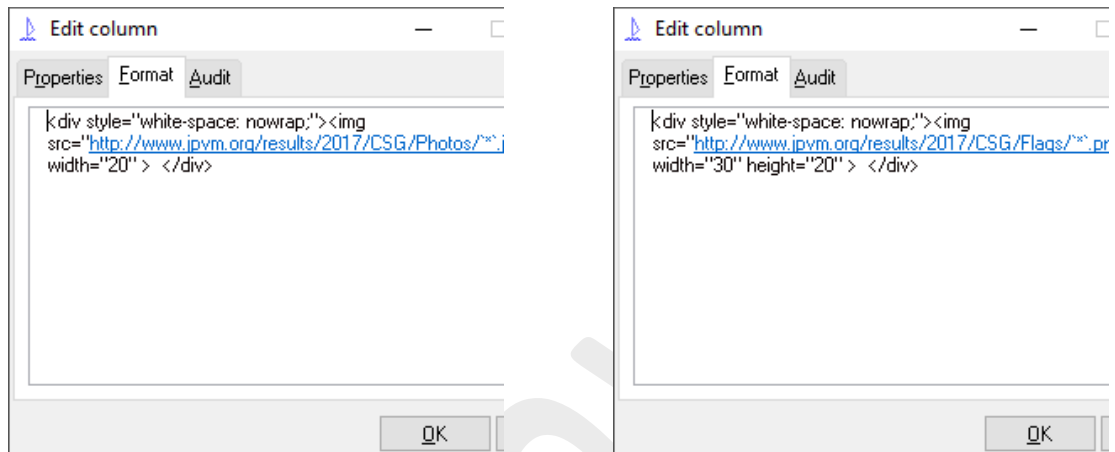 Edit column
Properties Format Audit
<div style="white-space: nowrap;"><img
src="http://www.jpvm.org/results/2017/CSG/Photos/`*`.j
width="20" > </div>
OK
Edit column
Properties Format Audit
<div style="white-space: nowrap;"><img
src="http://www.jpvm.org/results/2017/CSG/Flags/`*`.pr
width="30" height="20" > </div>
OK